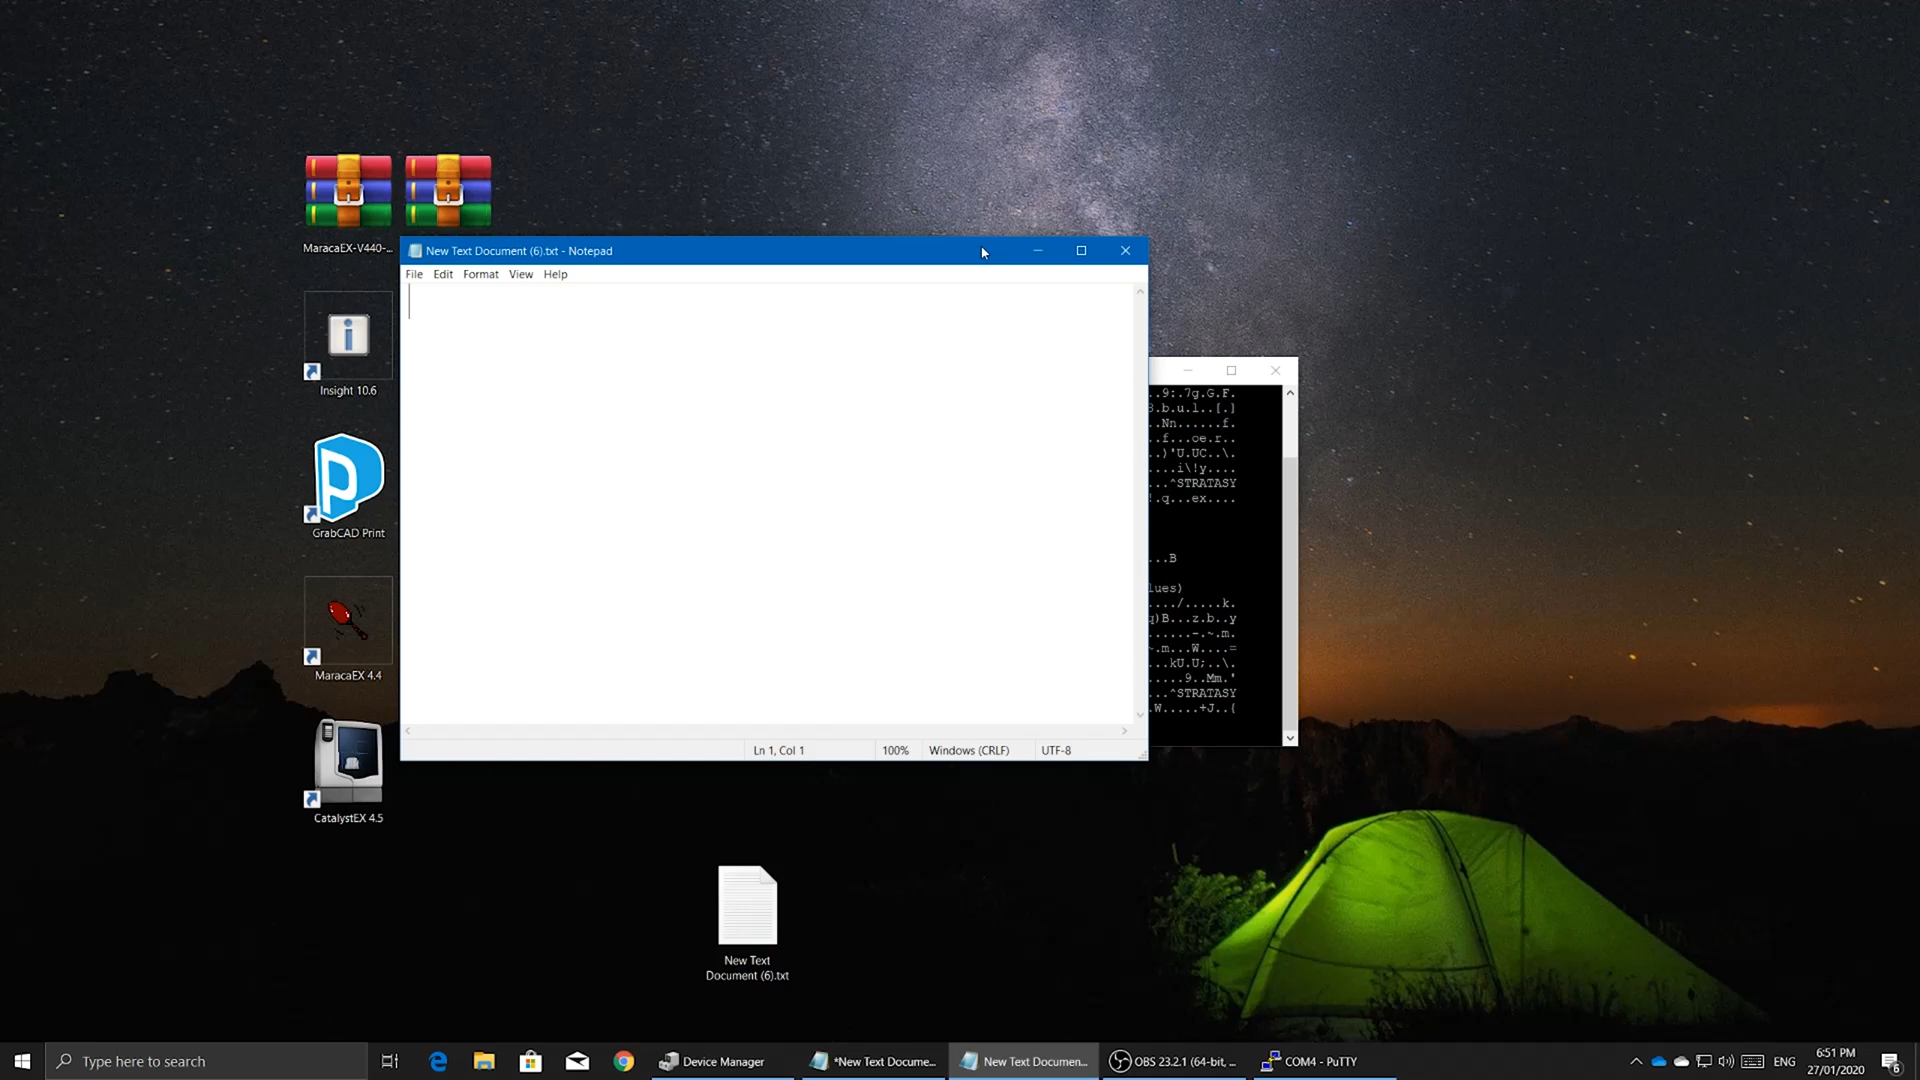 MaracaEX-V440-...
New Text Document (6).txt - Notepad
File Edit Format View Help
Insight 10.6
GrabCAD Print
MaracaEX 4.4
CatalystEX 4.5
..9:.7g.G.F.
.b.u.l..[.]
.Nn......f.
.f...oe.r..
.)'U.UC..\.
....i\!y....
...^STRATASY
.q...ex....
...B
lues)
..../.....k.
q)B...z.b..y
......-.~.m.
~.m...W....=
...kU.U;..\.
.....9..Mm.'
...^STRATASY
.W.....+J..(
Ln 1, Col 1
100%
Windows (CRLF)
UTF-8
New Text
Document (6).txt
Type here to search
Device Manager
*New Text Docume...
New Text Documen...
OBS 23.2.1 (64-bit, ...
COM4 - PuTTY
ENG
6:51 PM
27/01/2020
6